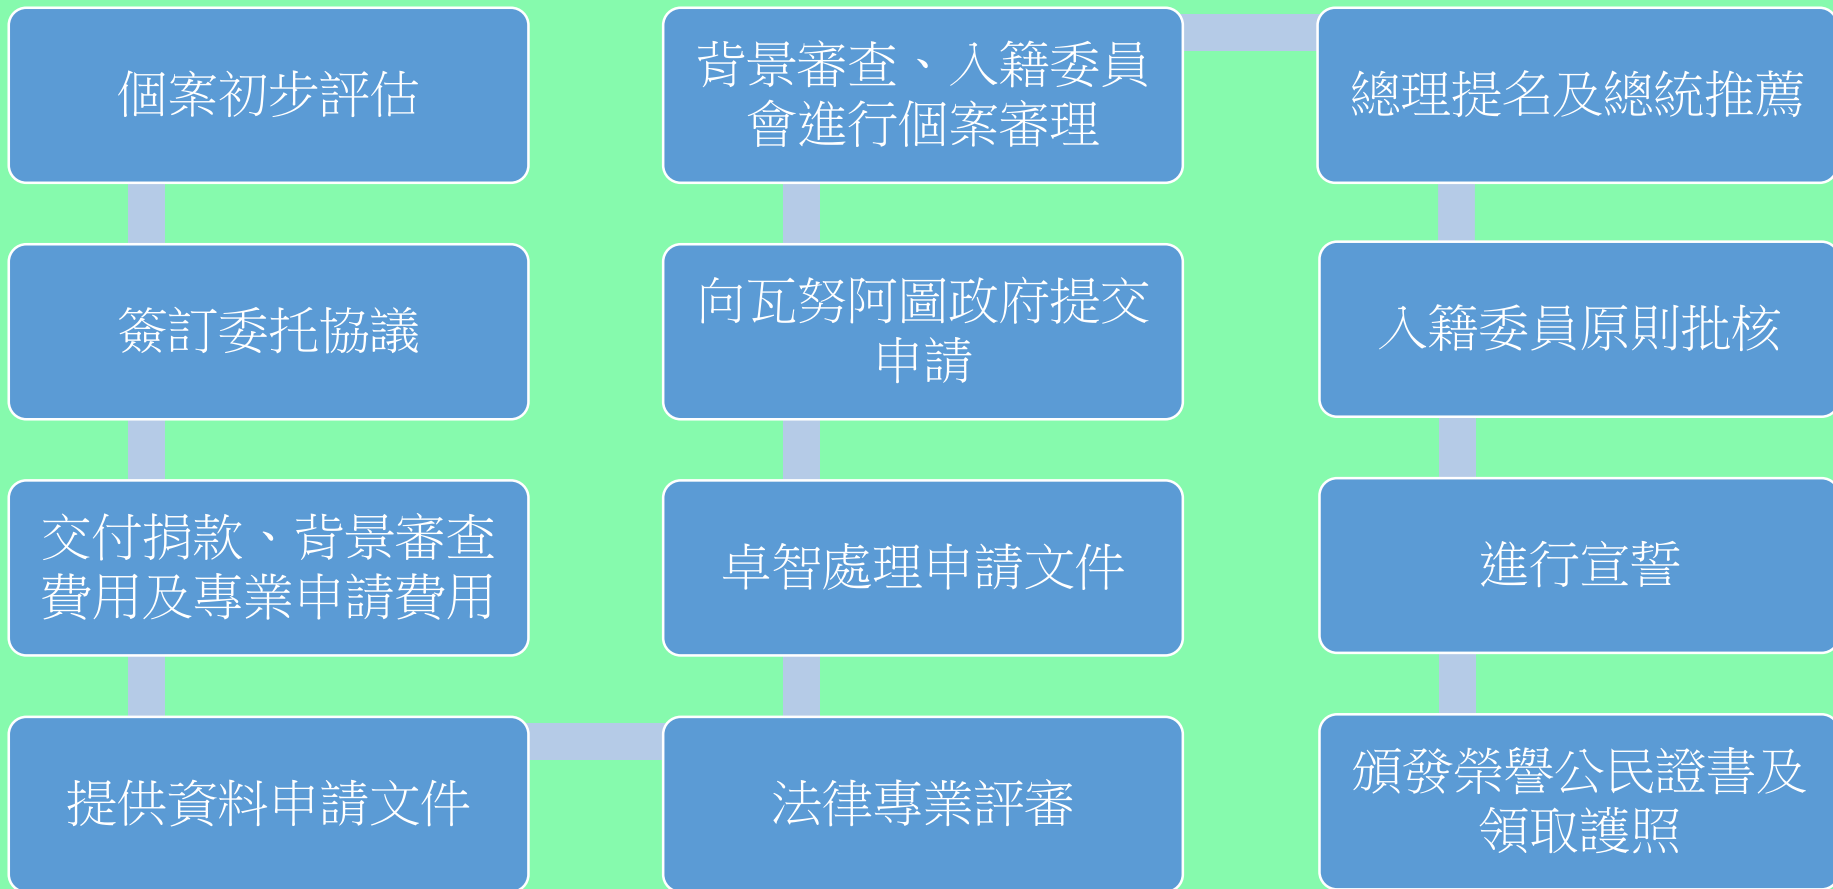 個案初步評估
簽訂委托協議
交付捐款、背景審查
費用及專業申請費用
提供資料申請文件
法律專業評審
卓智處理申請文件
向瓦努阿圖政府提交
申請
背景審查、入籍委員
會進行個案審理
總理提名及總統推薦
入籍委員原則批核
進行宣誓
頒發榮譽公民證書及
領取護照